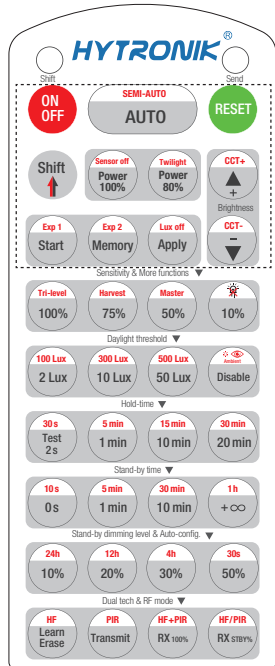 HYTRONIK®
Shift Send
ON
OFF
SEMI-AUTO
AUTO
RESET
Shift
Sensor off
Power
100%
Twilight
Power
80%
CCT+
+
Brightness
Exp 1
Start
Exp 2
Memory
Lux off
Apply
CCT-
−
Sensitivity & More functions ▼
Tri-level Harvest Master
100% 75% 50% 10%
Daylight threshold ▼
100 Lux 300 Lux 500 Lux Ambient
2 Lux 10 Lux 50 Lux Disable
Hold-time ▼
30 s 5 min 15 min 30 min
Test
2 s
1 min 10 min 20 min
Stand-by time ▼
10 s 5 min 30 min 1 h
0 s 1 min 10 min +∞
Stand-by dimming level & Auto-config. ▼
24h 12h 4h 30s
10% 20% 30% 50%
Dual tech & RF mode ▼
HF PIR HF+PIR HF/PIR
Learn
Erase
Transmit RX 100% RX STBY%